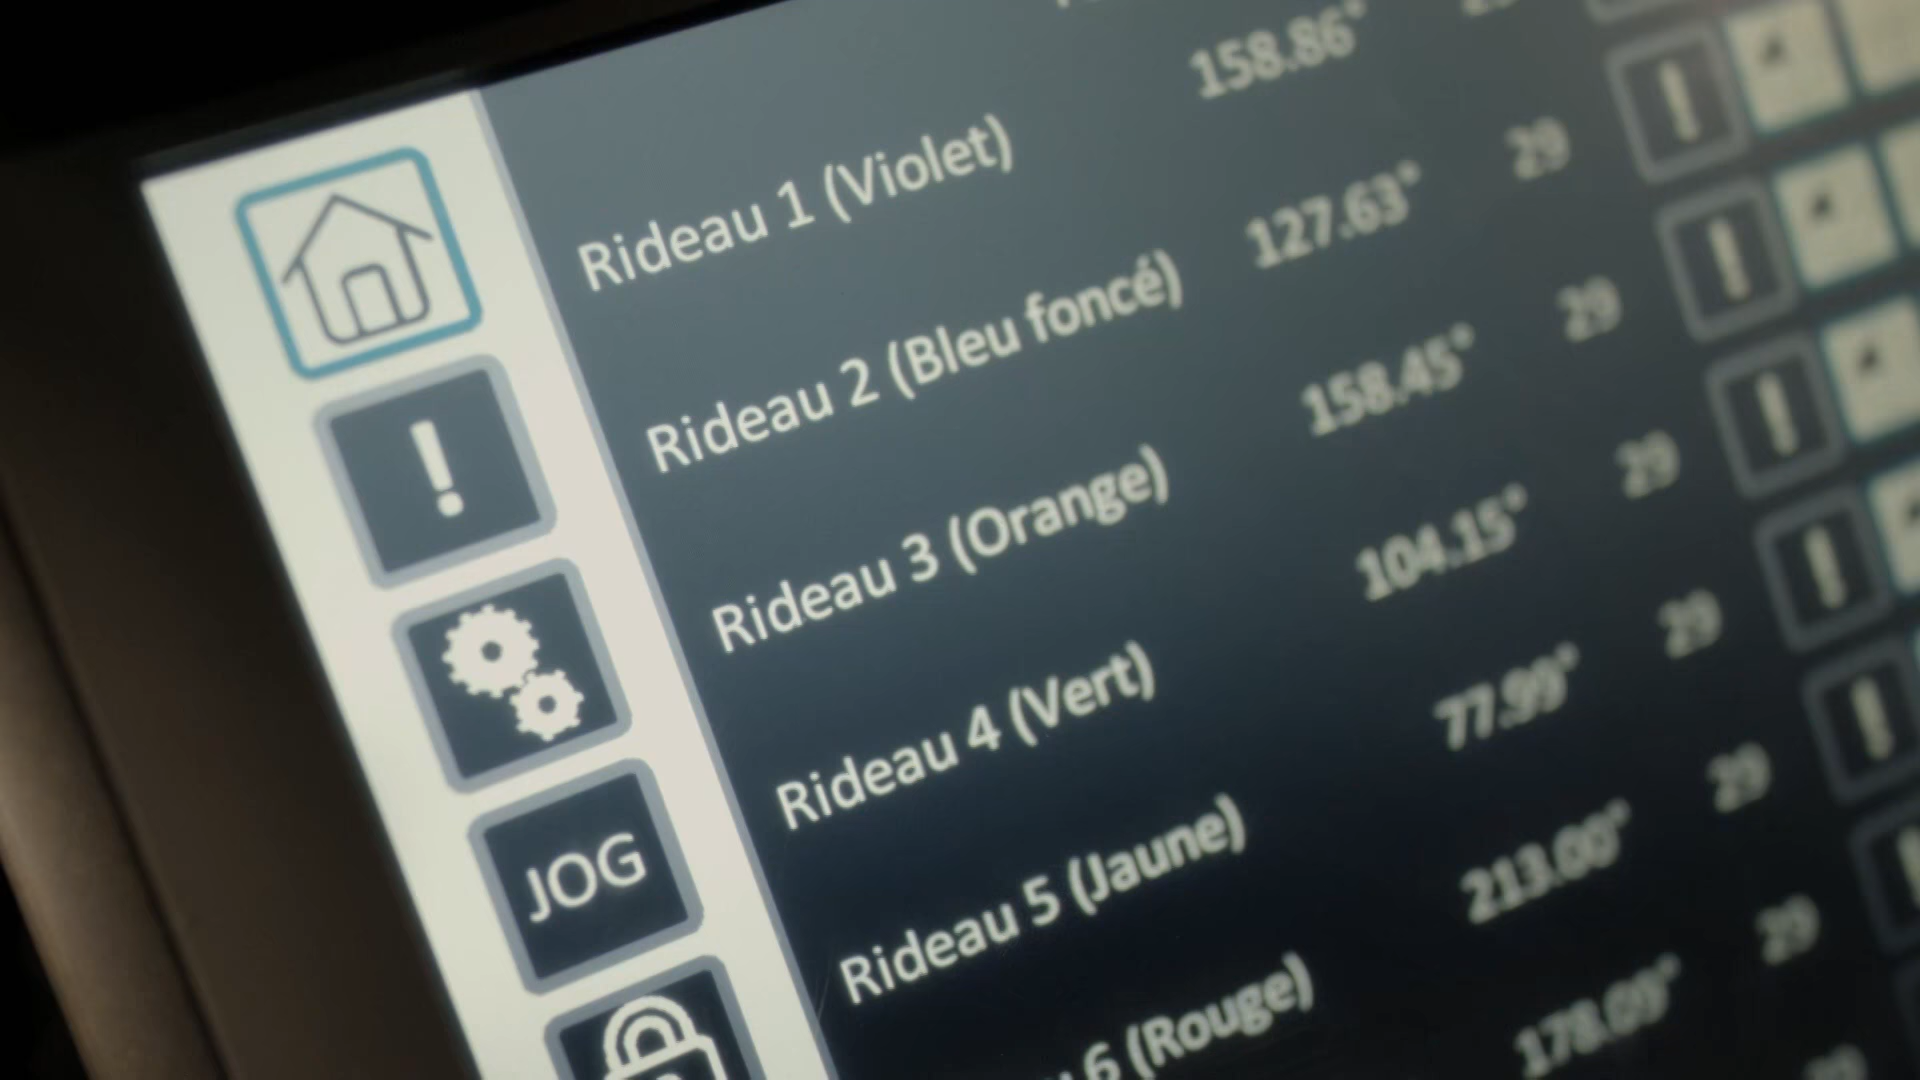 Rideau 1 (Violet) 158.86°
Rideau 2 (Bleu foncé) 127.63° 29
Rideau 3 (Orange) 158.45° 29
Rideau 4 (Vert) 104.15° 29
Rideau 5 (Jaune) 77.99° 29
6 (Rouge) 213.00° 29
178.09° 29
JOG